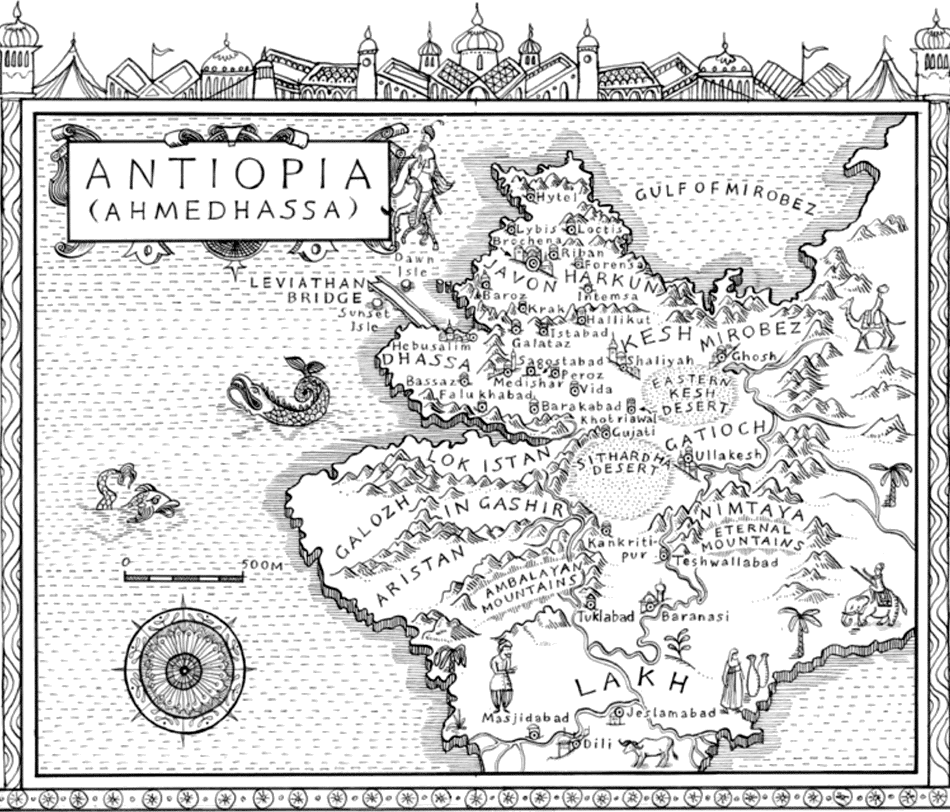 ANTIOPIA
(AHMEDHASSA)
GULF OF MIROBEZ
Hytel
Lybis
Loctis
Brochena
Riban
Forensa
Dawn
Isle
LEVIATHAN
BRIDGE
Sunset
Isle
JAVON
HARKUN
Baroz
Intemsa
Krak
Hallikut
Istabad
Galataz
KESH
MIROBEZ
Hebusalim
DHASSA
Sagostabad
Shaliyah
Ghosh
Bassaz
Medishar
Peroz
Falukhabad
Vida
EASTERN
KESH
DESERT
Barakabad
Khotriawal
Gujati
GATIOCH
LOKISTAN
SITHARDHA
DESERT
Ullakesh
GALOZH
INGASHIR
NIMTAYA
ETERNAL
MOUNTAINS
Kankriti-
pur
Teshwallabad
ARISTAN
AMBALAYAN
MOUNTAINS
0
500M
Tuklabad
Baranasi
LAKH
Masjidabad
Jeslamabad
Dili